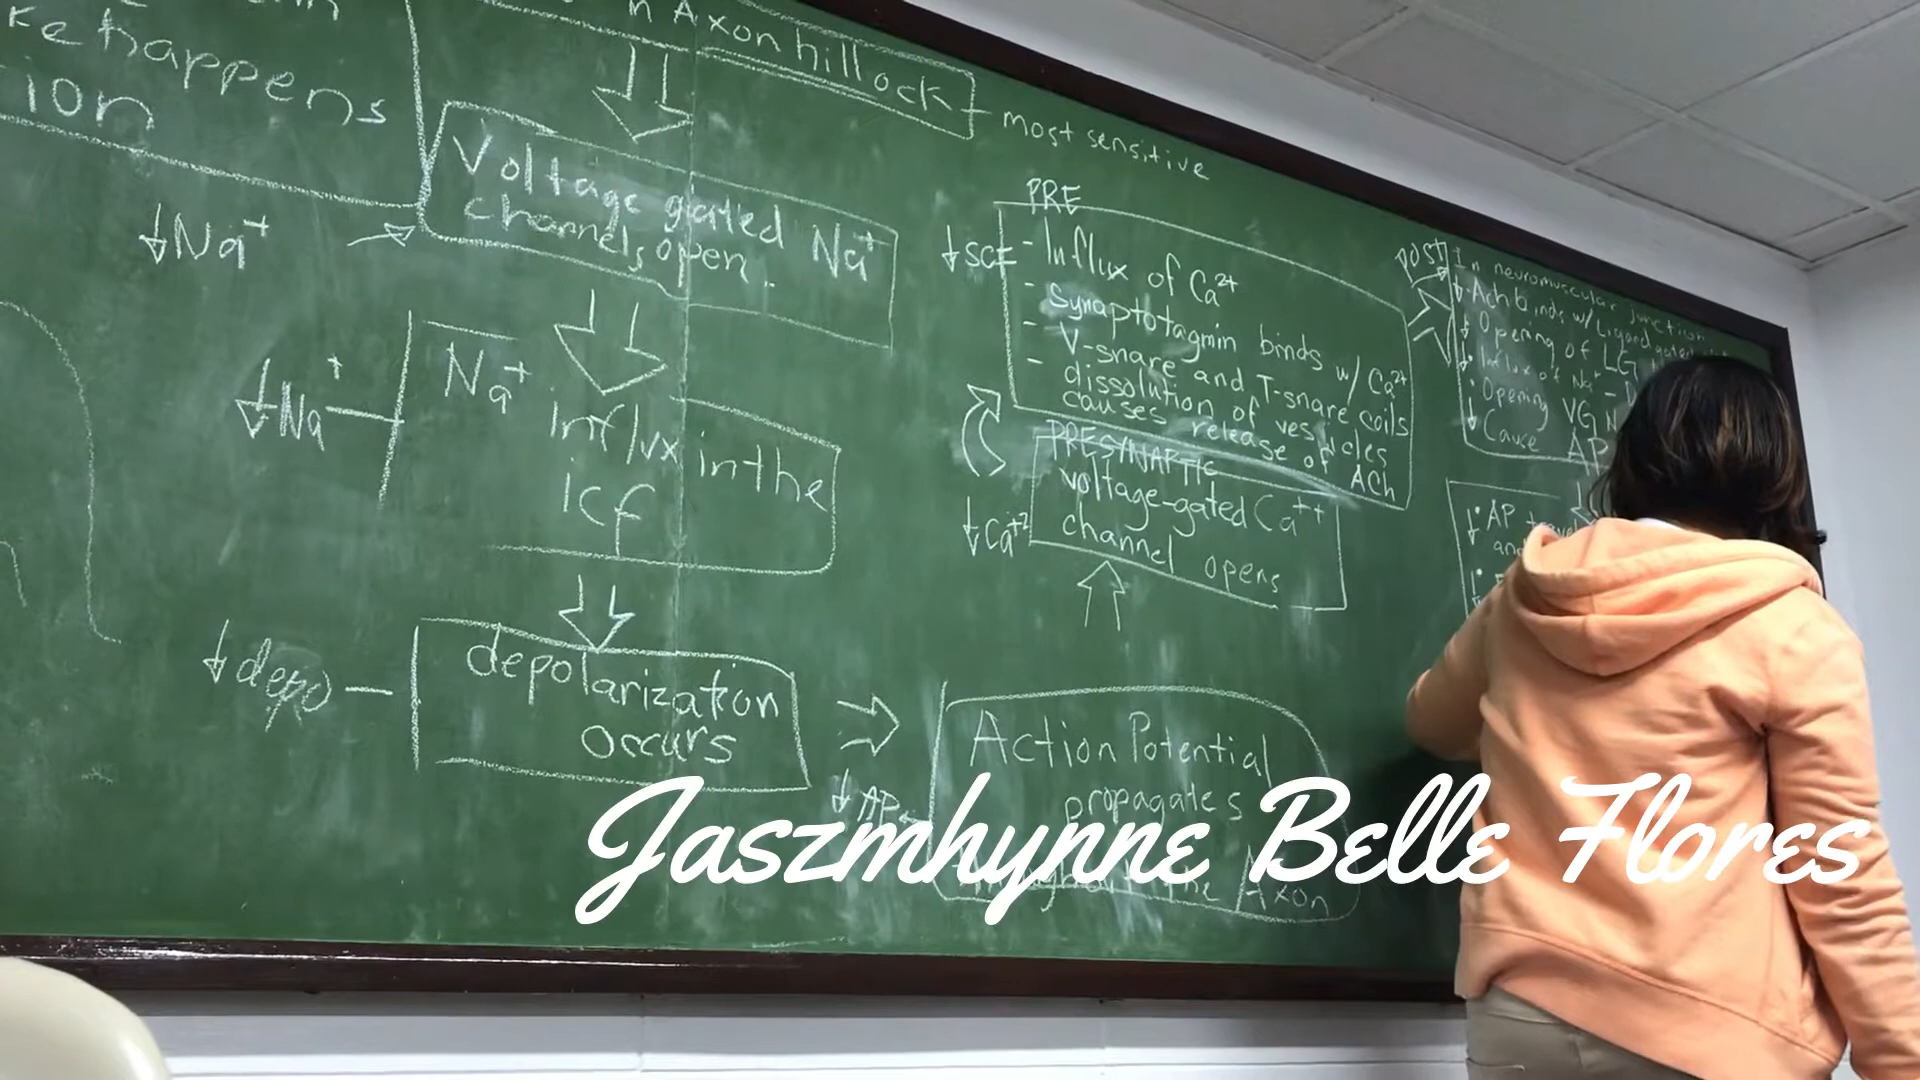 ke happens
ion
in Axon hillock
most sensitive
↓Na+
Voltage gated Na+
channels open.
↓Na+
Na+
Influx in the
icf
↓depo
depolarization
occurs
↓AP
Action Potential
propagates
Axon
PRE
- Influx of Ca2+
- Synaptotagmin binds w/ Ca2+
- V-snare and T-snare coils
- dissolution of vesicles
causes release of ACh
PRESYNAPTIC
voltage-gated Ca++
channel opens
↓Ca+2
POST
In neuromuscular junction
Ach binds w/ Ligand gated
Opening of LG
Influx of Na+
Opening VG N
Cause AP
AP
Jaszmhynne Belle Flores